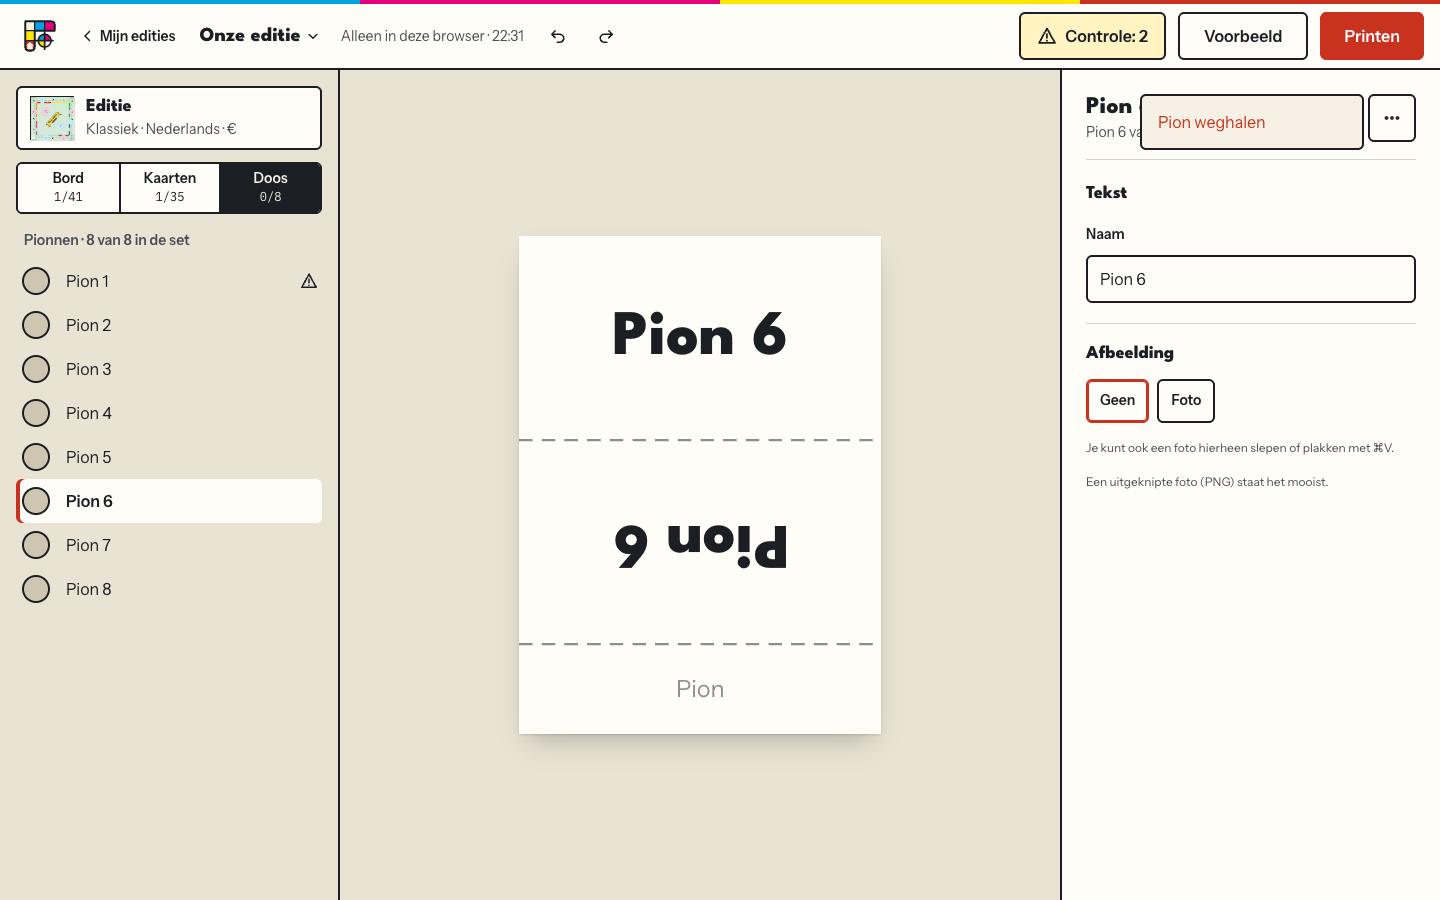 Mijn edities
Onze editie
Alleen in deze browser · 22:31
Controle: 2
Voorbeeld
Printen
Editie
Klassiek · Nederlands · €
Bord
1/41
Kaarten
1/35
Doos
0/8
Pionnen · 8 van 8 in de set
Pion 1
Pion 2
Pion 3
Pion 4
Pion 5
Pion 6
Pion 7
Pion 8
Pion 6
Pion 6
Pion
Pion
Pion 6 va
Pion weghalen
Tekst
Naam
Pion 6
Afbeelding
Geen
Foto
Je kunt ook een foto hierheen slepen of plakken met ⌘V.
Een uitgeknipte foto (PNG) staat het mooist.